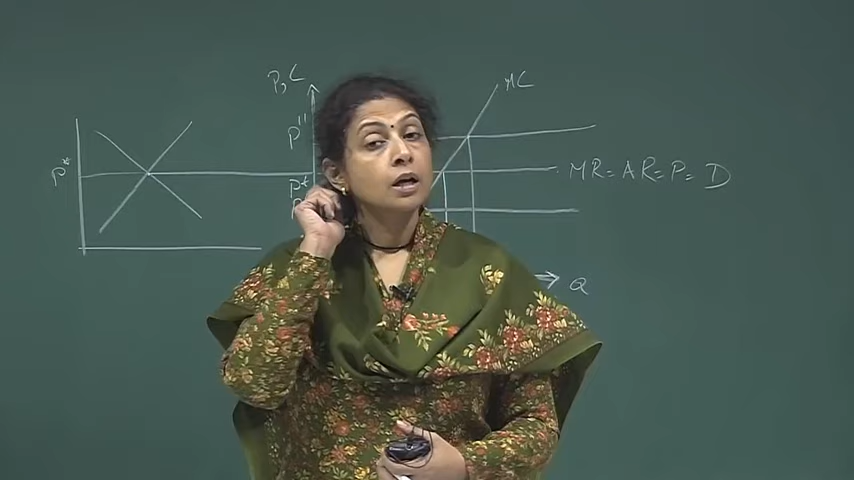 P,C
MC
P"
P*
P*
MR=AR=P=D
Q